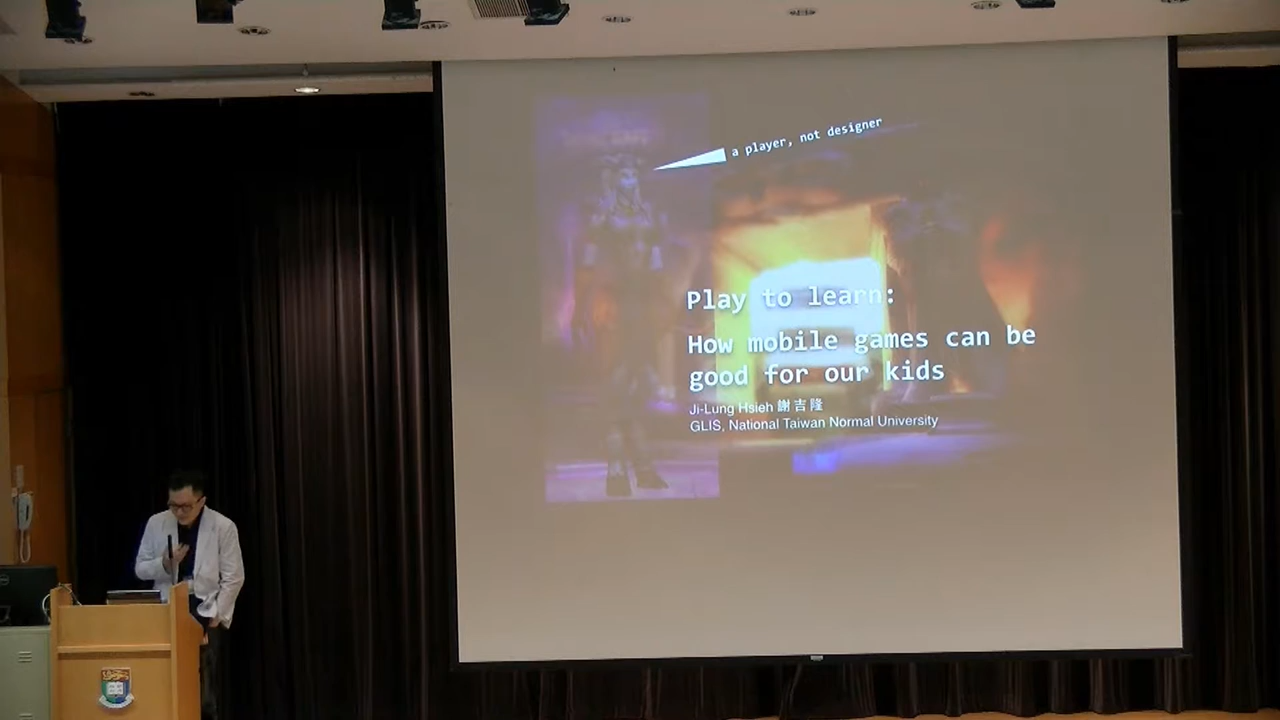 a player, not designer
Play to learn:
How mobile games can be
good for our kids
Ji-Lung Hsieh 謝吉隆
GLIS, National Taiwan Normal University